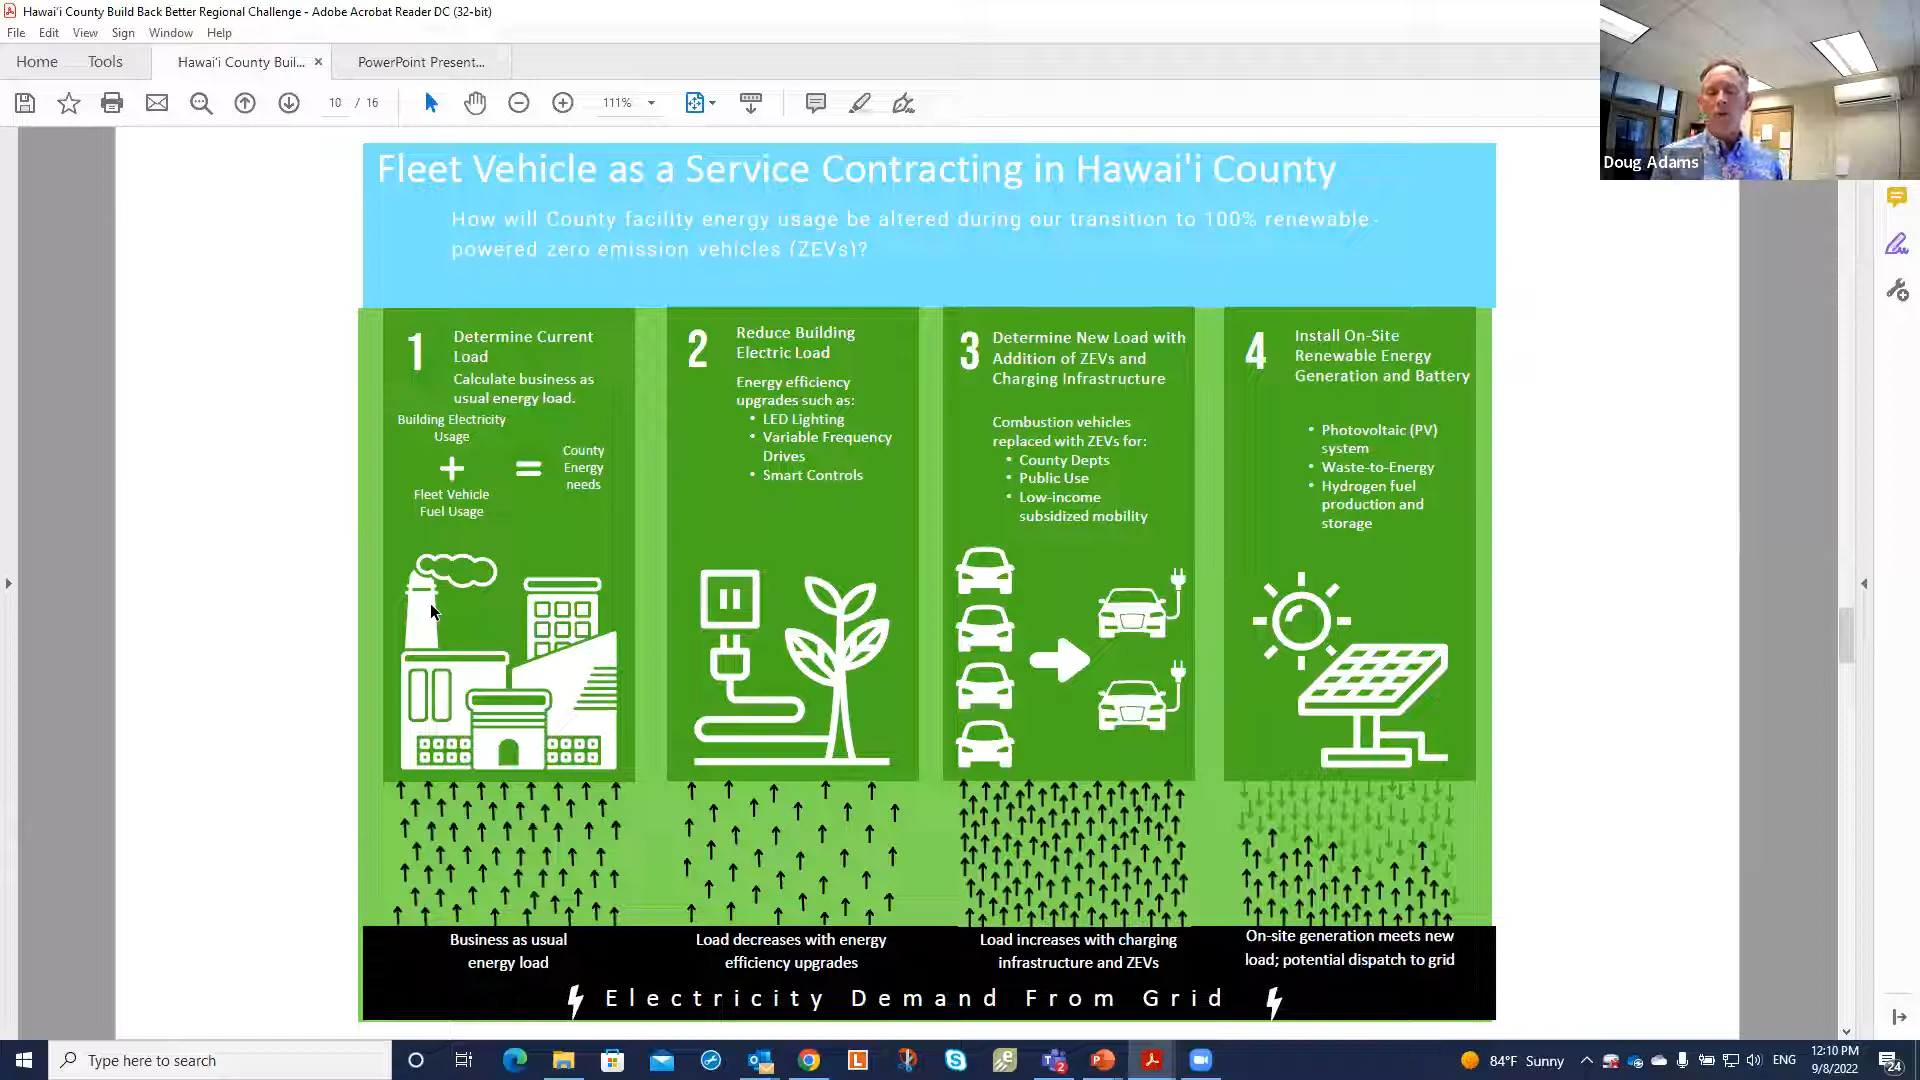 Hawaiʻi County Build Back Better Regional Challenge - Adobe Acrobat Reader DC (32-bit)
File Edit View Sign Window Help
Home Tools Hawaiʻi County Buil... × PowerPoint Present...
10 / 16 111%
Doug Adams
Fleet Vehicle as a Service Contracting in Hawai'i County
How will County facility energy usage be altered during our transition to 100% renewable-
powered zero emission vehicles (ZEVs)?
1 Determine Current
Load
Calculate business as
usual energy load.
Building Electricity
Usage
+
Fleet Vehicle
Fuel Usage
=
County
Energy
needs
2 Reduce Building
Electric Load
Energy efficiency
upgrades such as:
• LED Lighting
• Variable Frequency
Drives
• Smart Controls
3 Determine New Load with
Addition of ZEVs and
Charging Infrastructure
Combustion vehicles
replaced with ZEVs for:
• County Depts
• Public Use
• Low-income
subsidized mobility
4 Install On-Site
Renewable Energy
Generation and Battery
• Photovoltaic (PV)
system
• Waste-to-Energy
• Hydrogen fuel
production and
storage
Business as usual
energy load
Load decreases with energy
efficiency upgrades
Load increases with charging
infrastructure and ZEVs
On-site generation meets new
load; potential dispatch to grid
Electricity Demand From Grid
Type here to search
84°F Sunny
ENG
12:10 PM
9/8/2022
24